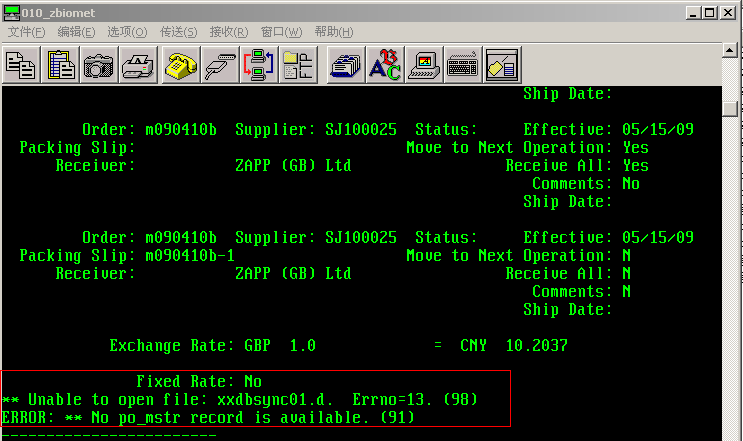 010_zbiomet
文件(F) 编辑(E) 选项(O) 传送(S) 接收(R) 窗口(W) 帮助(H)
FTP
ABC
Ship Date:
Order: m090410b Supplier: SJ100025 Status: Effective: 05/15/09
Packing Slip: Move to Next Operation: Yes
Receiver: ZAPP (GB) Ltd Receive All: Yes
Comments: No
Ship Date:
Order: m090410b Supplier: SJ100025 Status: Effective: 05/15/09
Packing Slip: m090410b-1 Move to Next Operation: N
Receiver: ZAPP (GB) Ltd Receive All: N
Comments: N
Ship Date:
Exchange Rate: GBP 1.0 = CNY 10.2037
Fixed Rate: No
** Unable to open file: xxdbsync01.d. Errno=13. (98)
ERROR: ** No po_mstr record is available. (91)
------------------------